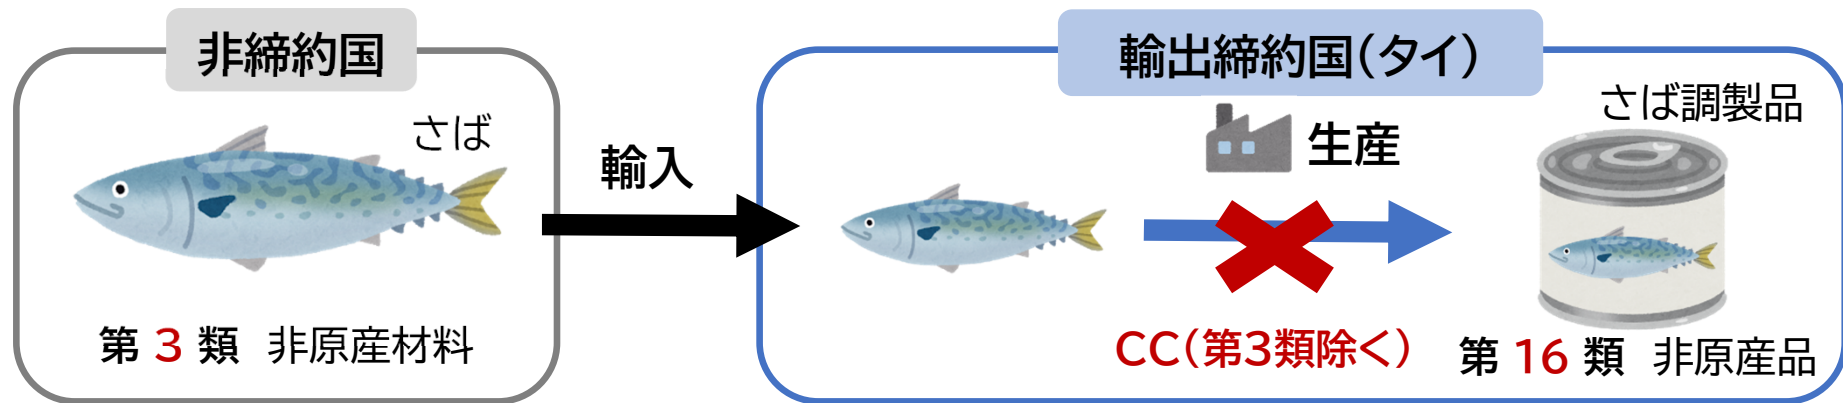 非締約国
さば
第 3 類 非原産材料
輸入
輸出締約国(タイ)
生産
CC(第3類除く)
さば調製品
第 16 類 非原産品